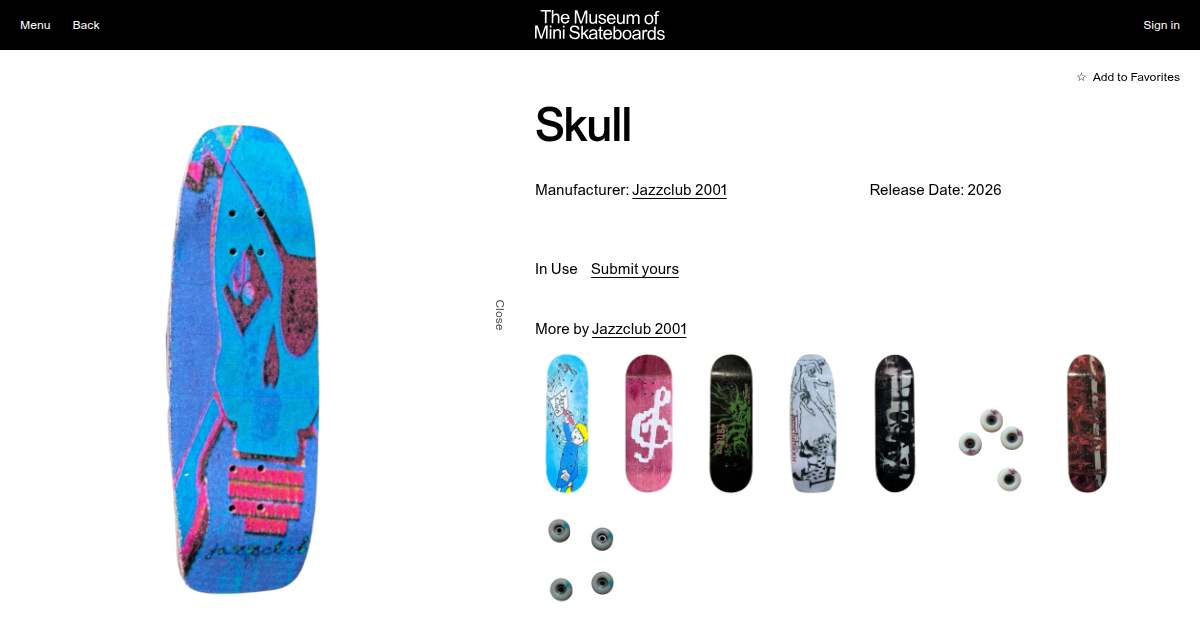 Menu
Back
The Museum of
Mini Skateboards
Sign in
☆ Add to Favorites
Skull
Manufacturer: Jazzclub 2001
Release Date: 2026
In Use
Submit yours
Close
More by Jazzclub 2001
jazzclub